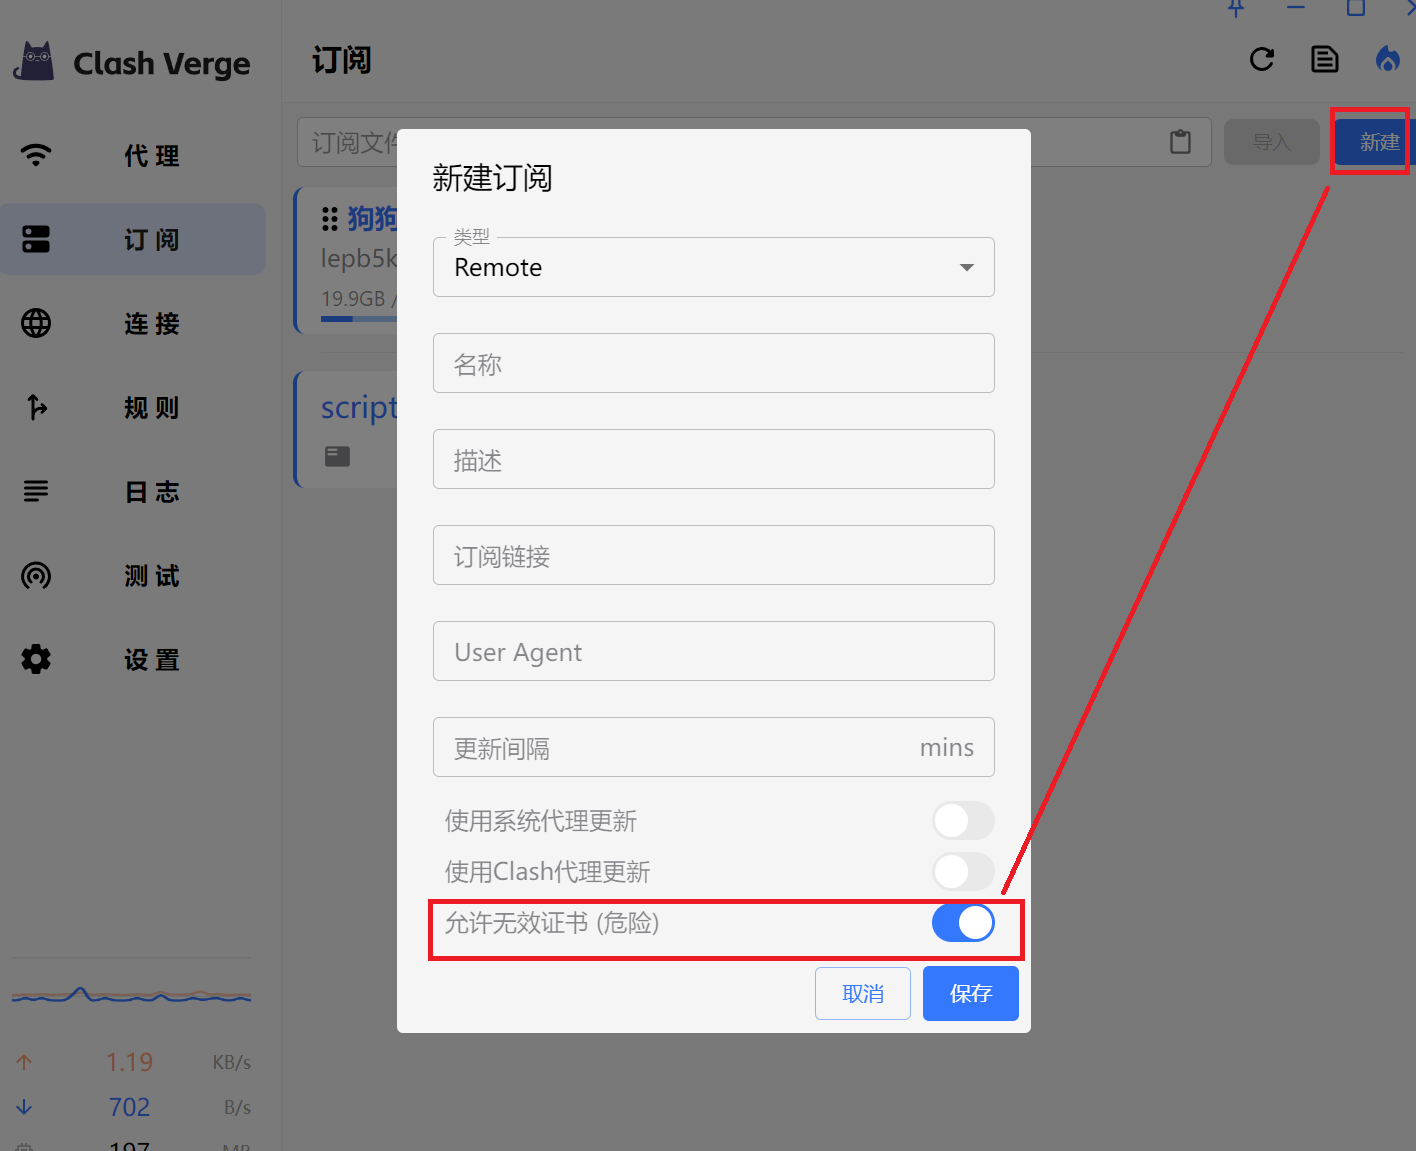 Clash Verge
代 理
订 阅
连 接
规 则
日 志
测 试
设 置
1.19 KB/s
702 B/s
197 MB
订阅
订阅文件
导入
新建
狗狗
lepb5k
19.9GB /
script
新建订阅
类型
Remote
名称
描述
订阅链接
User Agent
更新间隔 mins
使用系统代理更新
使用Clash代理更新
允许无效证书 (危险)
取消 保存